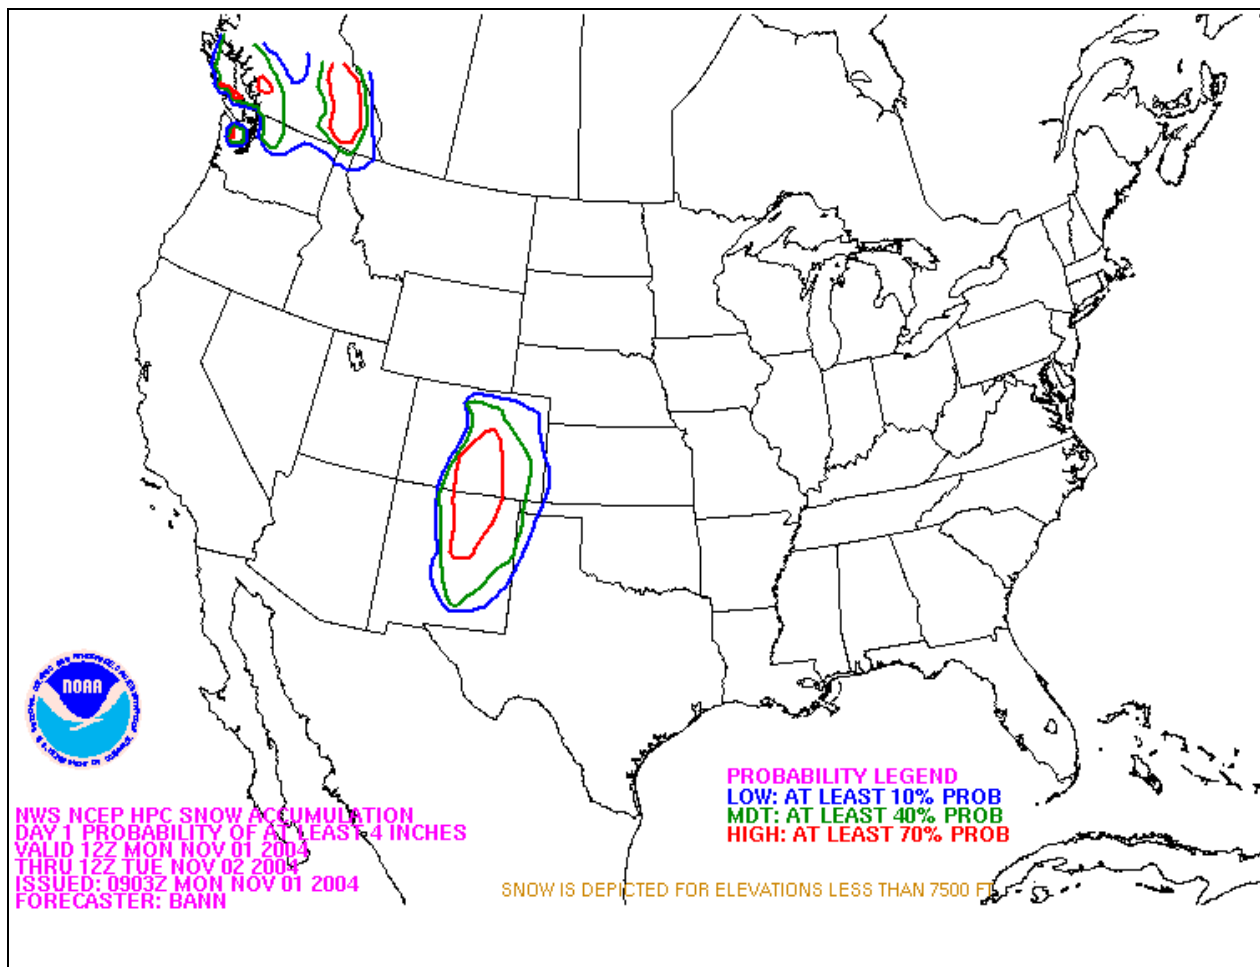 NOAA
PROBABILITY LEGEND
LOW: AT LEAST 10% PROB
MDT: AT LEAST 40% PROB
HIGH: AT LEAST 70% PROB
NWS NCEP HPC SNOW ACCUMULATION
DAY 1 PROBABILITY OF AT LEAST 4 INCHES
VALID 12Z MON NOV 01 2004
THRU 12Z TUE NOV 02 2004
ISSUED: 0903Z MON NOV 01 2004
FORECASTER: BANN
SNOW IS DEPICTED FOR ELEVATIONS LESS THAN 7500 FT